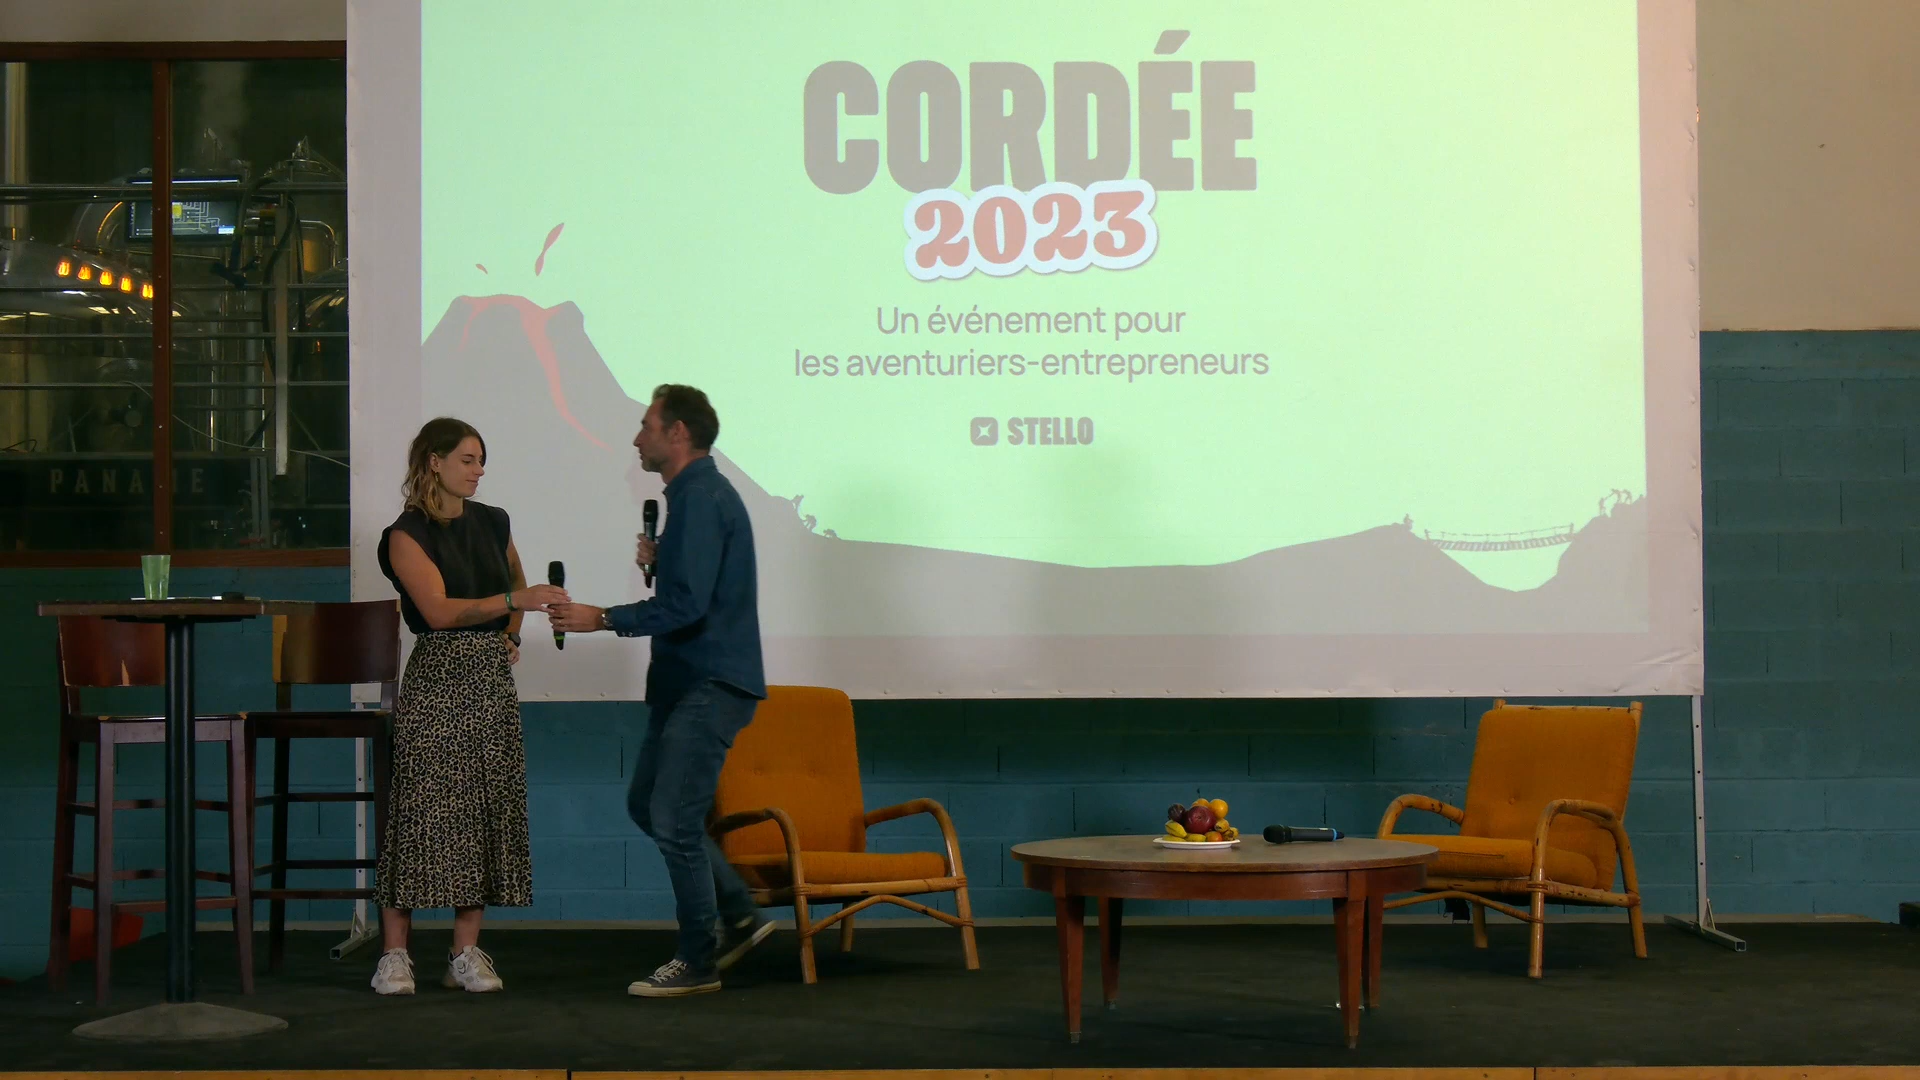 CORDÉE
2023
Un événement pour
les aventuriers-entrepreneurs
STELLO